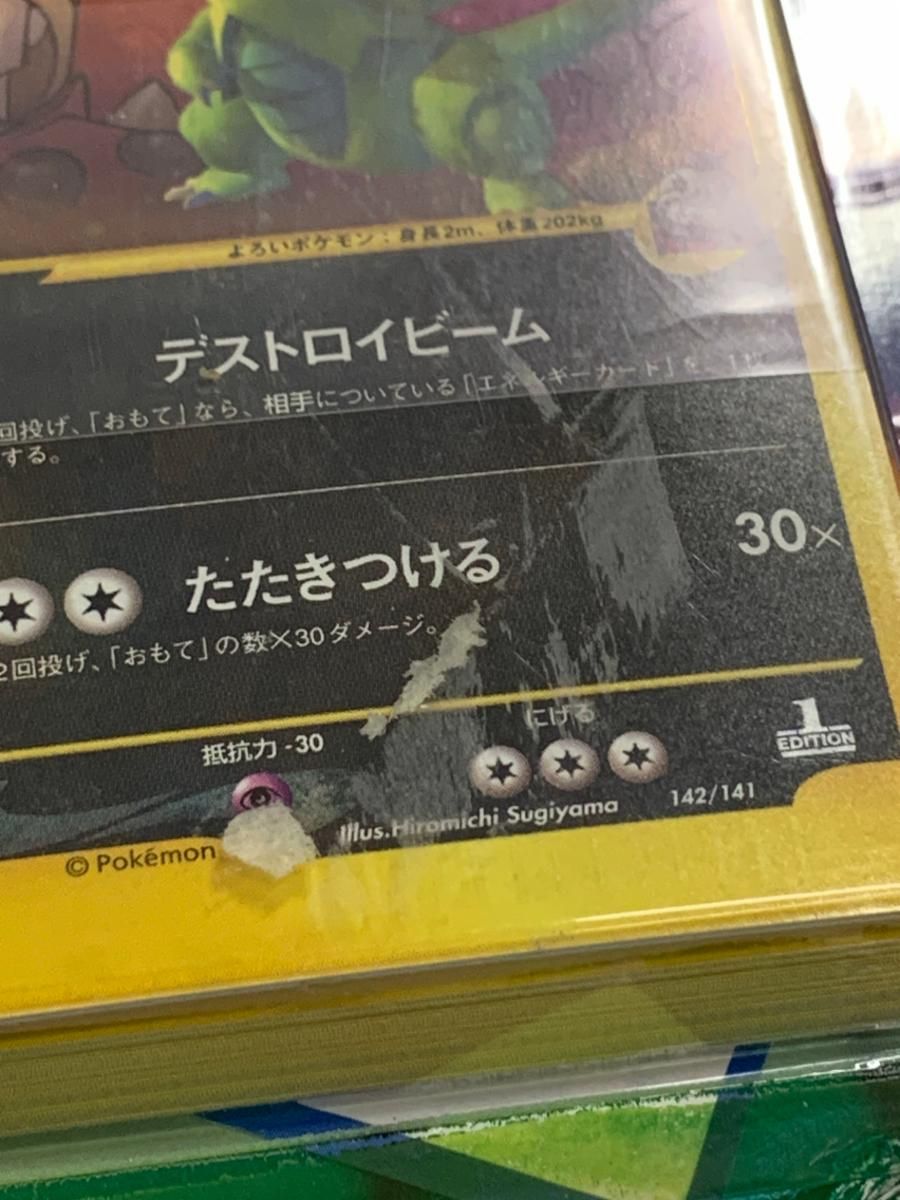 よろいポケモン：身長2m、体重202kg
デストロイビーム
回投げ、「おもて」なら、相手についている「エネルギーカード」を、1枚
する。
たたきつける
30×
2回投げ、「おもて」の数×30ダメージ。
抵抗力 -30
にげる
1
EDITION
Illus.Hiromichi Sugiyama
142/141
© Pokémon